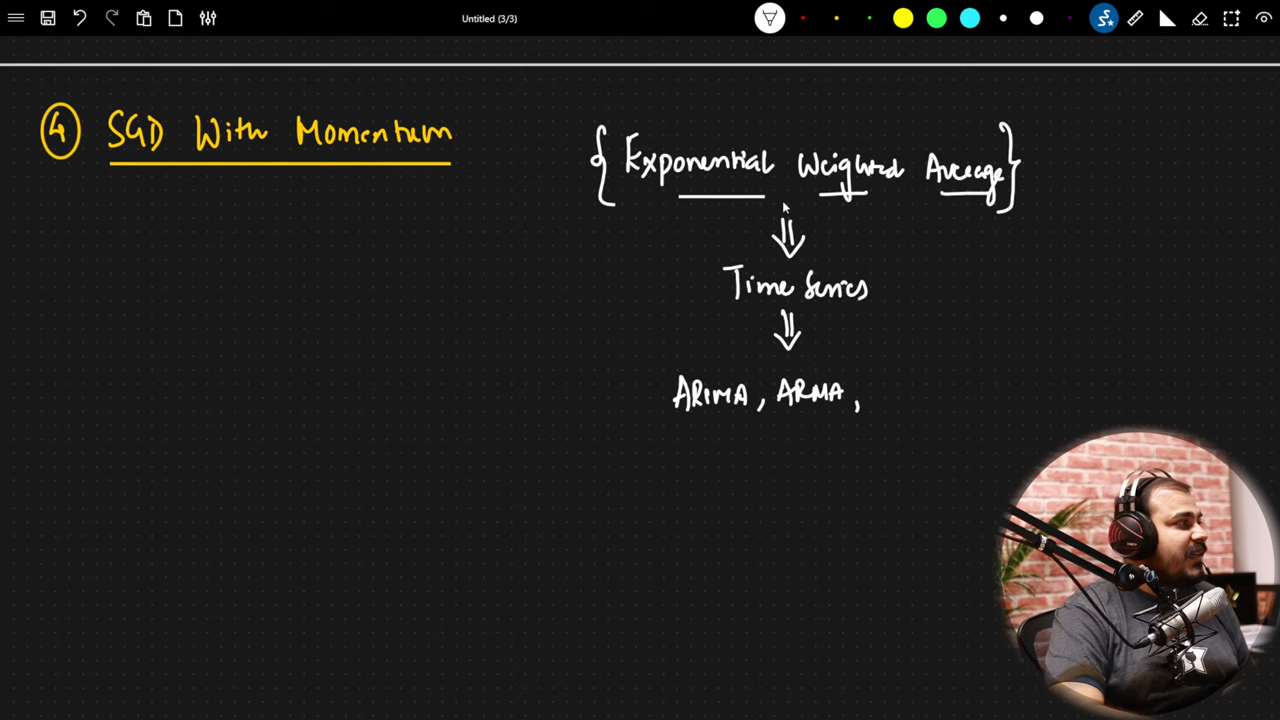 Untitled (3/3)
4 SGD With Momentum
{Exponential Weighted Average}
⇓
Time Series
⇓
ARIMA, ARMA,